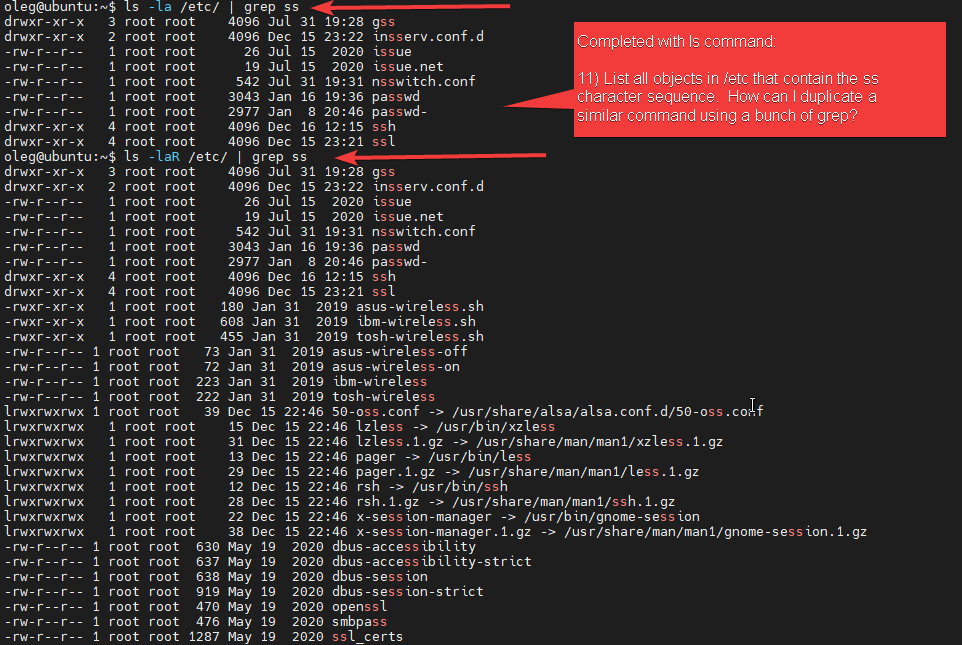 oleg@ubuntu:~$ ls -la /etc/ | grep ss
drwxr-xr-x   3 root root    4096 Jul 31 19:28 gss
drwxr-xr-x   2 root root    4096 Dec 15 23:22 insserv.conf.d
-rw-r--r--   1 root root      26 Jul 15  2020 issue
-rw-r--r--   1 root root      19 Jul 15  2020 issue.net
-rw-r--r--   1 root root     542 Jul 31 19:31 nsswitch.conf
-rw-r--r--   1 root root    3043 Jan 16 19:36 passwd
-rw-r--r--   1 root root    2977 Jan  8 20:46 passwd-
drwxr-xr-x   4 root root    4096 Dec 16 12:15 ssh
drwxr-xr-x   4 root root    4096 Dec 15 23:21 ssl
Completed with ls command:
11) List all objects in /etc that contain the ss
character sequence.  How can I duplicate a
similar command using a bunch of grep?
oleg@ubuntu:~$ ls -laR /etc/ | grep ss
drwxr-xr-x   3 root root    4096 Jul 31 19:28 gss
drwxr-xr-x   2 root root    4096 Dec 15 23:22 insserv.conf.d
-rw-r--r--   1 root root      26 Jul 15  2020 issue
-rw-r--r--   1 root root      19 Jul 15  2020 issue.net
-rw-r--r--   1 root root     542 Jul 31 19:31 nsswitch.conf
-rw-r--r--   1 root root    3043 Jan 16 19:36 passwd
-rw-r--r--   1 root root    2977 Jan  8 20:46 passwd-
drwxr-xr-x   4 root root    4096 Dec 16 12:15 ssh
drwxr-xr-x   4 root root    4096 Dec 15 23:21 ssl
-rwxr-xr-x   1 root root   180 Jan 31  2019 asus-wireless.sh
-rwxr-xr-x   1 root root   608 Jan 31  2019 ibm-wireless.sh
-rwxr-xr-x   1 root root   455 Jan 31  2019 tosh-wireless.sh
-rw-r--r-- 1 root root   73 Jan 31  2019 asus-wireless-off
-rw-r--r-- 1 root root   72 Jan 31  2019 asus-wireless-on
-rw-r--r-- 1 root root  223 Jan 31  2019 ibm-wireless
-rw-r--r-- 1 root root  222 Jan 31  2019 tosh-wireless
lrwxrwxrwx 1 root root   39 Dec 15 22:46 50-oss.conf -> /usr/share/alsa/alsa.conf.d/50-oss.conf
lrwxrwxrwx   1 root root    15 Dec 15 22:46 lzless -> /usr/bin/xzless
lrwxrwxrwx   1 root root    31 Dec 15 22:46 lzless.1.gz -> /usr/share/man/man1/xzless.1.gz
lrwxrwxrwx   1 root root    13 Dec 15 22:46 pager -> /usr/bin/less
lrwxrwxrwx   1 root root    29 Dec 15 22:46 pager.1.gz -> /usr/share/man/man1/less.1.gz
lrwxrwxrwx   1 root root    12 Dec 15 22:46 rsh -> /usr/bin/ssh
lrwxrwxrwx   1 root root    28 Dec 15 22:46 rsh.1.gz -> /usr/share/man/man1/ssh.1.gz
lrwxrwxrwx   1 root root    22 Dec 15 22:46 x-session-manager -> /usr/bin/gnome-session
lrwxrwxrwx   1 root root    38 Dec 15 22:46 x-session-manager.1.gz -> /usr/share/man/man1/gnome-session.1.gz
-rw-r--r-- 1 root root  630 May 19  2020 dbus-accessibility
-rw-r--r-- 1 root root  637 May 19  2020 dbus-accessibility-strict
-rw-r--r-- 1 root root  638 May 19  2020 dbus-session
-rw-r--r-- 1 root root  919 May 19  2020 dbus-session-strict
-rw-r--r-- 1 root root  470 May 19  2020 openssl
-rw-r--r-- 1 root root  476 May 19  2020 smbpass
-rw-r--r-- 1 root root 1287 May 19  2020 ssl_certs